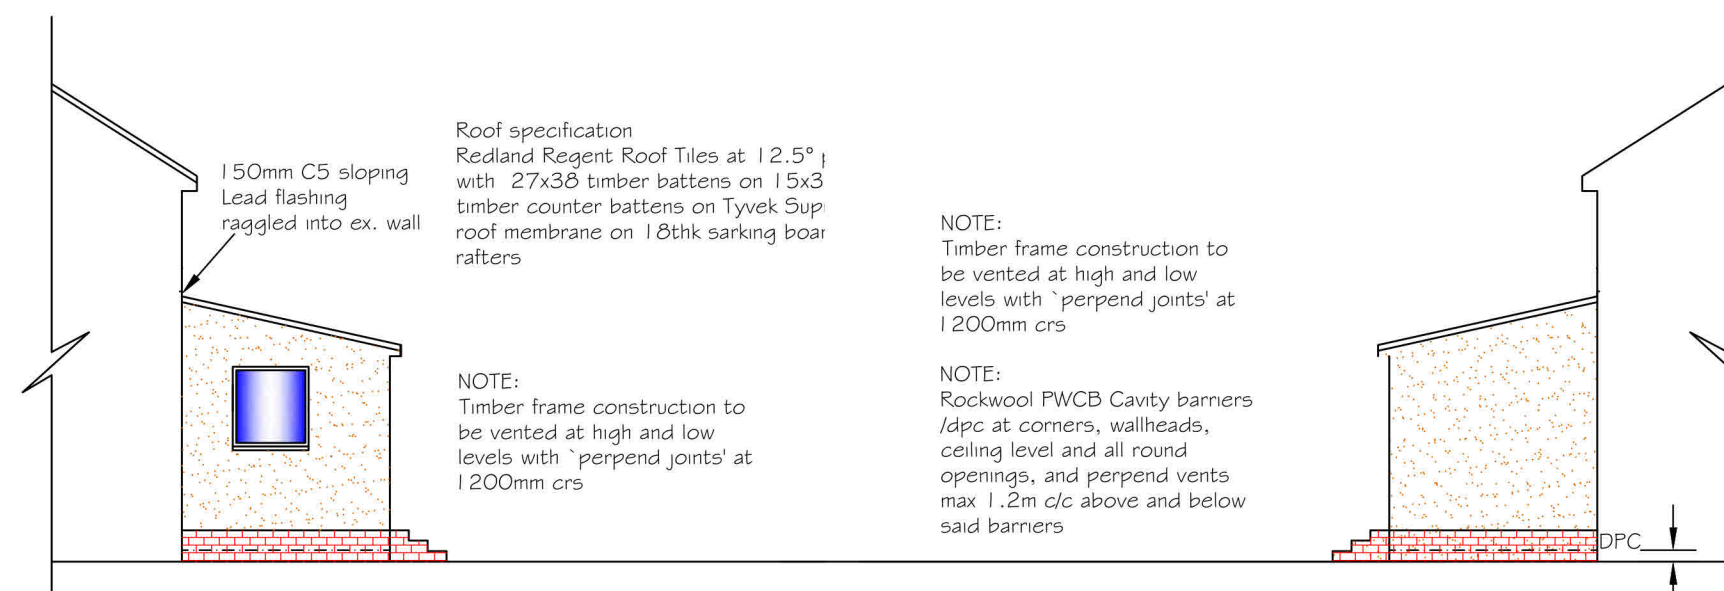 150mm C5 sloping
Lead flashing
raggled into ex. wall
Roof specification
Redland Regent Roof Tiles at 12.5°
with 27x38 timber battens on 15x3
timber counter battens on Tyvek
roof membrane on 18thk sarking
rafters
NOTE:
Timber frame construction to
be vented at high and low
levels with `perpend joints' at
1200mm crs
NOTE:
Timber frame construction to
be vented at high and low
levels with `perpend joints' at
1200mm crs
NOTE:
Rockwool PWCB Cavity barriers
/dpc at corners, wallheads,
ceiling level and all round
openings, and perpend vents
max 1.2m c/c above and below
said barriers
DPC